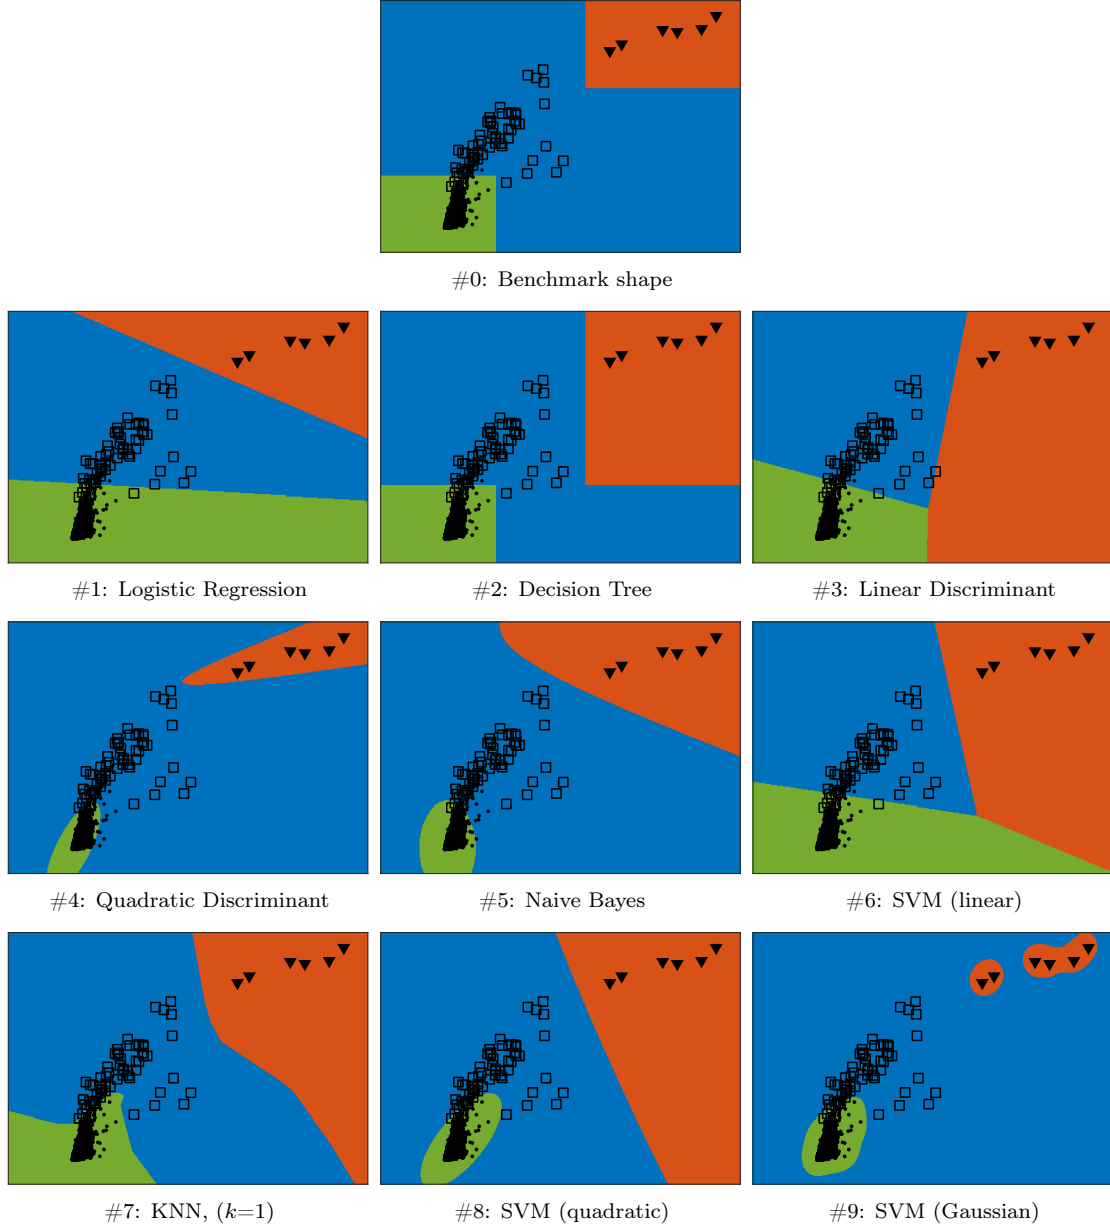 #0: Benchmark shape
#1: Logistic Regression
#2: Decision Tree
#3: Linear Discriminant
#4: Quadratic Discriminant
#5: Naive Bayes
#6: SVM (linear)
#7: KNN, (k=1)
#8: SVM (quadratic)
#9: SVM (Gaussian)